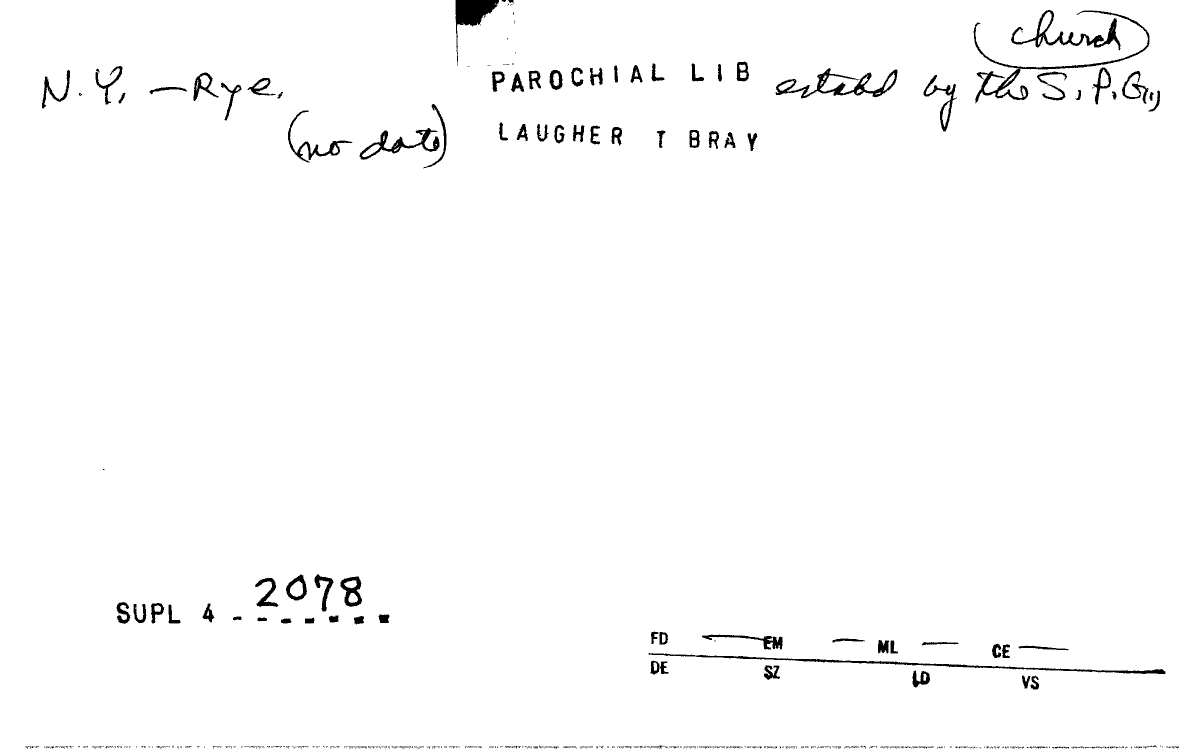 church
N.Y. — Rye. PAROCHIAL LIB estabd by the S.P.G.,
(no date) LAUGHER T BRAY
SUPL 4 2078
FD EM ML CE
DE SZ LD VS